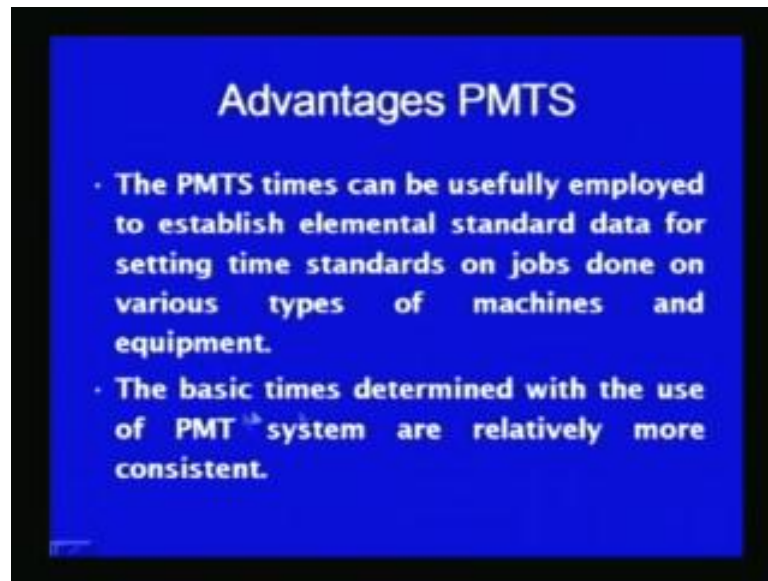 Advantages PMTS
· The PMTS times can be usefully employed
to establish elemental standard data for
setting time standards on jobs done on
various types of machines and
equipment.
· The basic times determined with the use
of PMT system are relatively more
consistent.